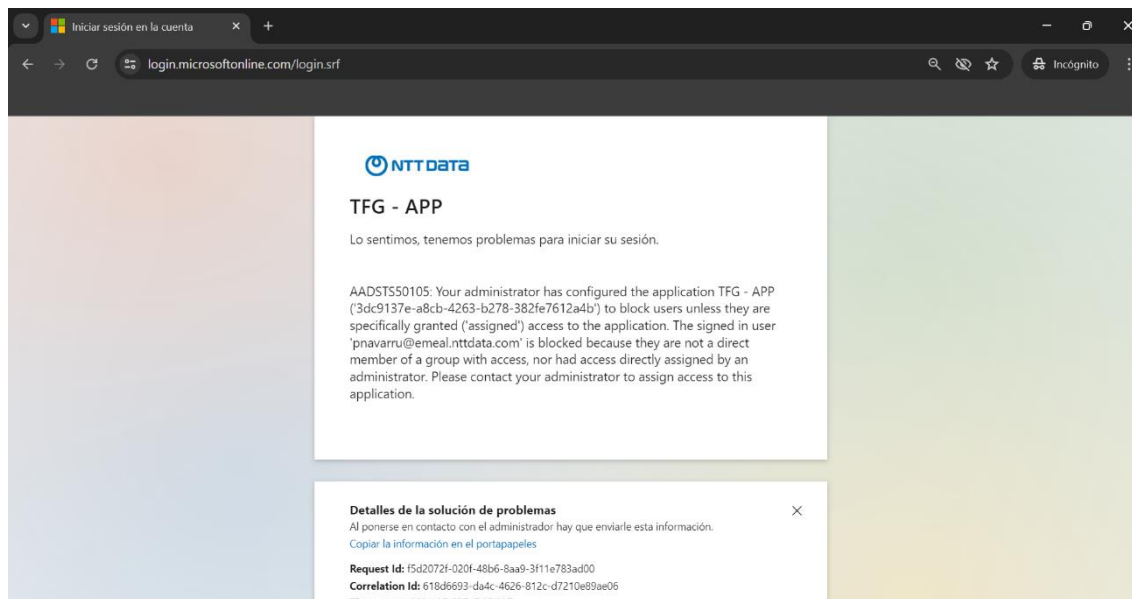 Iniciar sesión en la cuenta
login.microsoftonline.com/login.srf
Incógnito
NTT DATA
TFG - APP
Lo sentimos, tenemos problemas para iniciar su sesión.
AADSTS50105: Your administrator has configured the application TFG - APP
('3dc9137e-a8cb-4263-b278-382fe7612a4b') to block users unless they are
specifically granted ('assigned') access to the application. The signed in user
'pnavarru@emeal.nttdata.com' is blocked because they are not a direct
member of a group with access, nor had access directly assigned by an
administrator. Please contact your administrator to assign access to this
application.
Detalles de la solución de problemas
Al ponerse en contacto con el administrador hay que enviarle esta información.
Copiar la información en el portapapeles
Request Id: f5d2072f-020f-48b6-8aa9-3f11e783ad00
Correlation Id: 618d6693-da4c-4626-812c-d7210e89ae06